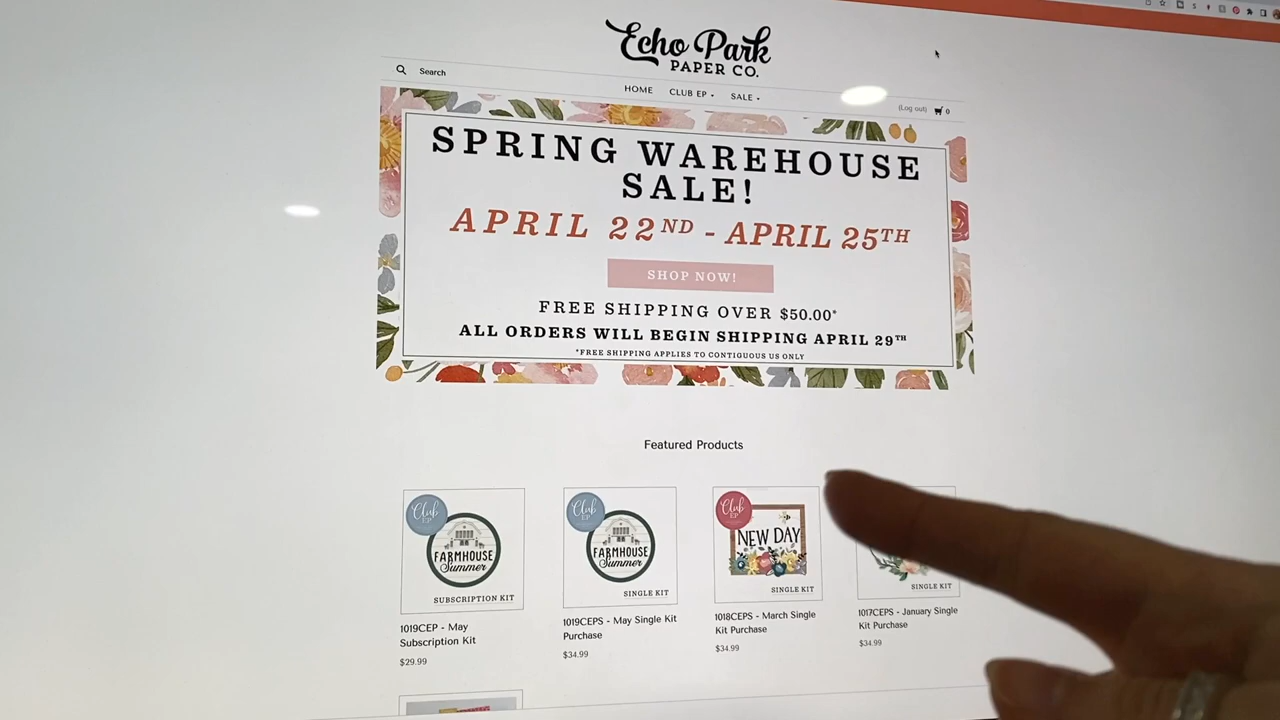 Echo Park
PAPER CO.
Search
HOME CLUB EP SALE
(Log out) 0
SPRING WAREHOUSE
SALE!
APRIL 22ND - APRIL 25TH
SHOP NOW!
FREE SHIPPING OVER $50.00*
ALL ORDERS WILL BEGIN SHIPPING APRIL 29TH
*FREE SHIPPING APPLIES TO CONTIGUOUS US ONLY
Featured Products
Club EP
FARMHOUSE
Summer
SUBSCRIPTION KIT
1019CEP - May
Subscription Kit
$29.99
Club EP
FARMHOUSE
Summer
SINGLE KIT
1019CEPS - May Single Kit
Purchase
$34.99
Club EP
NEW DAY
SINGLE KIT
1018CEPS - March Single
Kit Purchase
$34.99
SINGLE KIT
1017CEPS - January Single
Kit Purchase
$34.99